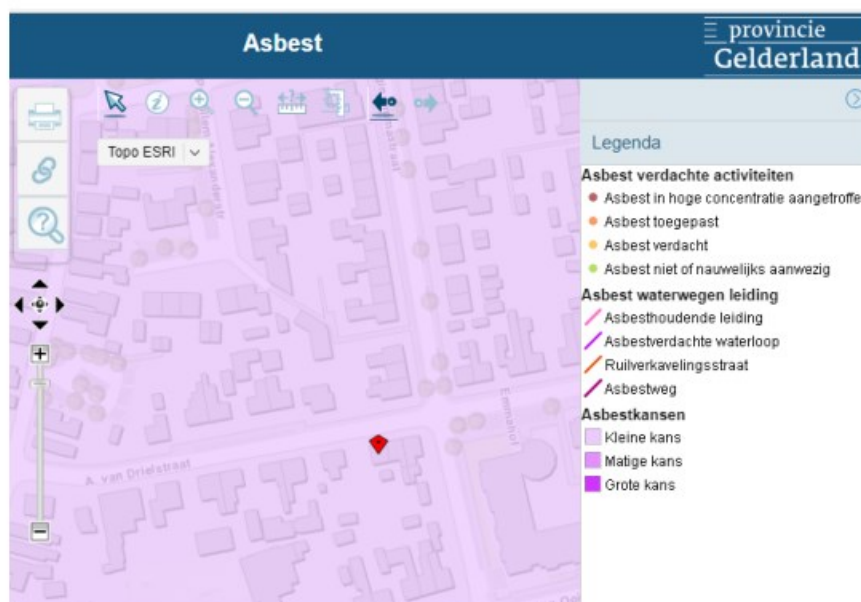 Asbest
provincie
Gelderland
Topo ESRI
Legenda
Asbest verdachte activiteiten
Asbest in hoge concentratie aangetroffe
Asbest toegepast
Asbest verdacht
Asbest niet of nauwelijks aanwezig
Asbest waterwegen leiding
Asbesthoudende leiding
Asbestverdachte waterloop
Ruilverkavelingsstraat
Asbestweg
Asbestkansen
Kleine kans
Matige kans
Grote kans
Emmahof
A. van Drielstraat